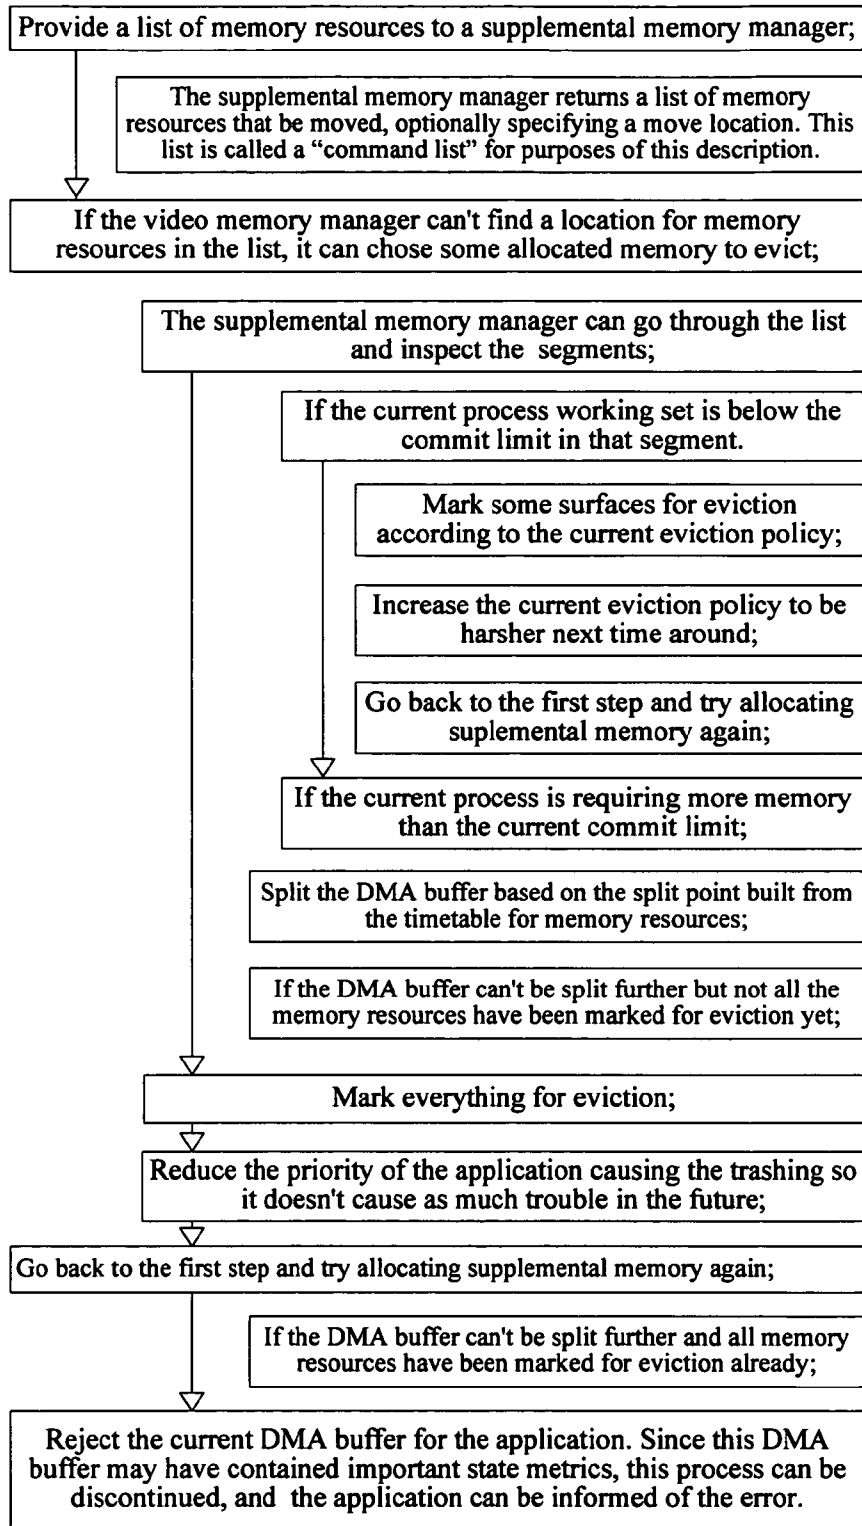 Provide a list of memory resources to a supplemental memory manager;
The supplemental memory manager returns a list of memory
resources that be moved, optionally specifying a move location. This
list is called a “command list” for purposes of this description.
If the video memory manager can't find a location for memory
resources in the list, it can chose some allocated memory to evict;
The supplemental memory manager can go through the list
and inspect the segments;
If the current process working set is below the
commit limit in that segment.
Mark some surfaces for eviction
according to the current eviction policy;
Increase the current eviction policy to be
harsher next time around;
Go back to the first step and try allocating
suplemental memory again;
If the current process is requiring more memory
than the current commit limit;
Split the DMA buffer based on the split point built from
the timetable for memory resources;
If the DMA buffer can't be split further but not all the
memory resources have been marked for eviction yet;
Mark everything for eviction;
Reduce the priority of the application causing the trashing so
it doesn't cause as much trouble in the future;
Go back to the first step and try allocating supplemental memory again;
If the DMA buffer can't be split further and all memory
resources have been marked for eviction already;
Reject the current DMA buffer for the application. Since this DMA
buffer may have contained important state metrics, this process can be
discontinued, and the application can be informed of the error.